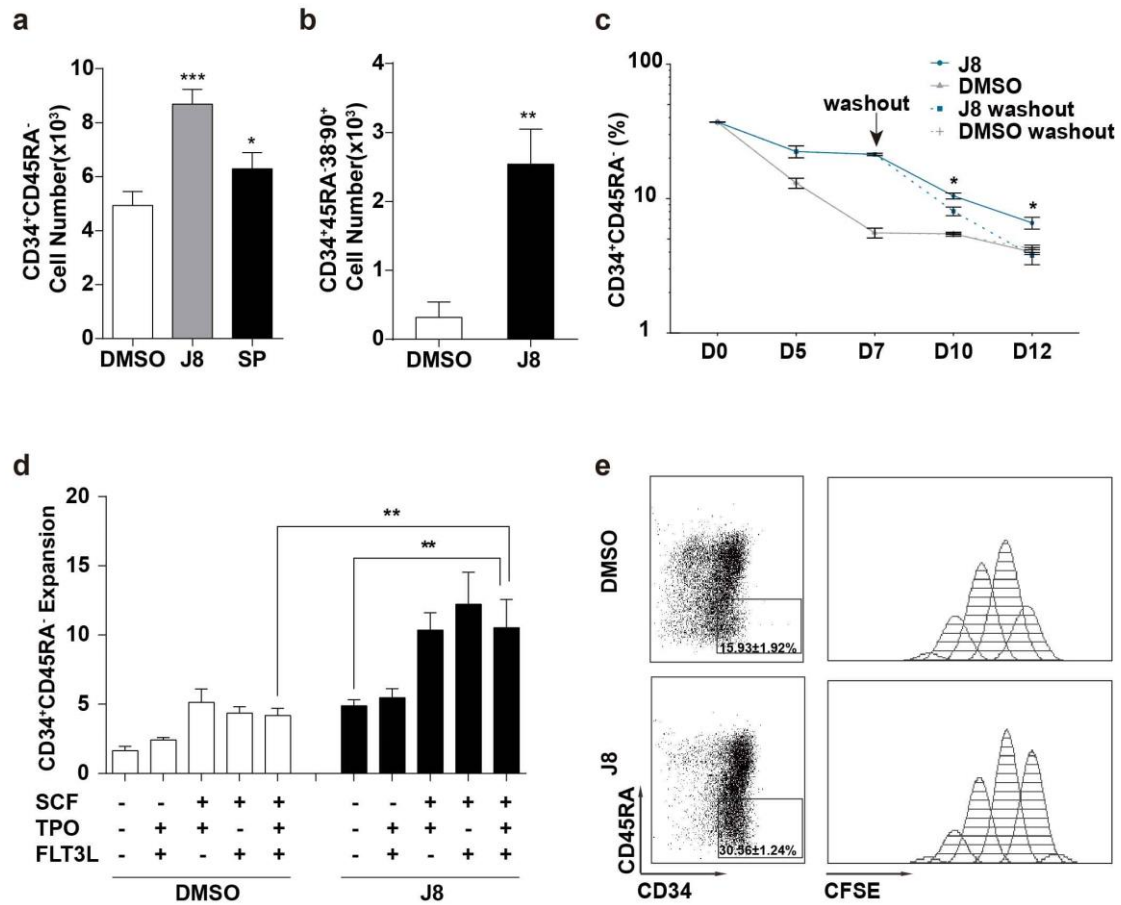 a
CD34⁺CD45RA⁻
Cell Number(x10³)
10
8
6
4
2
0
***
*
DMSO J8 SP
b
CD34⁺45RA⁻38⁻90⁺
Cell Number(x10³)
4
3
2
1
0
**
DMSO J8
c
CD34⁺CD45RA⁻ (%)
100
10
1
washout
J8
DMSO
J8 washout
DMSO washout
*
*
D0 D5 D7 D10 D12
d
CD34⁺CD45RA⁻ Expansion
20
15
10
5
0
**
**
SCF - - + + + - - + + +
TPO - + + - + - + + - +
FLT3L - + - + + - + - + +
DMSO J8
e
DMSO
15.93±1.92%
J8
30.36±1.24%
CD45RA
CD34
CFSE